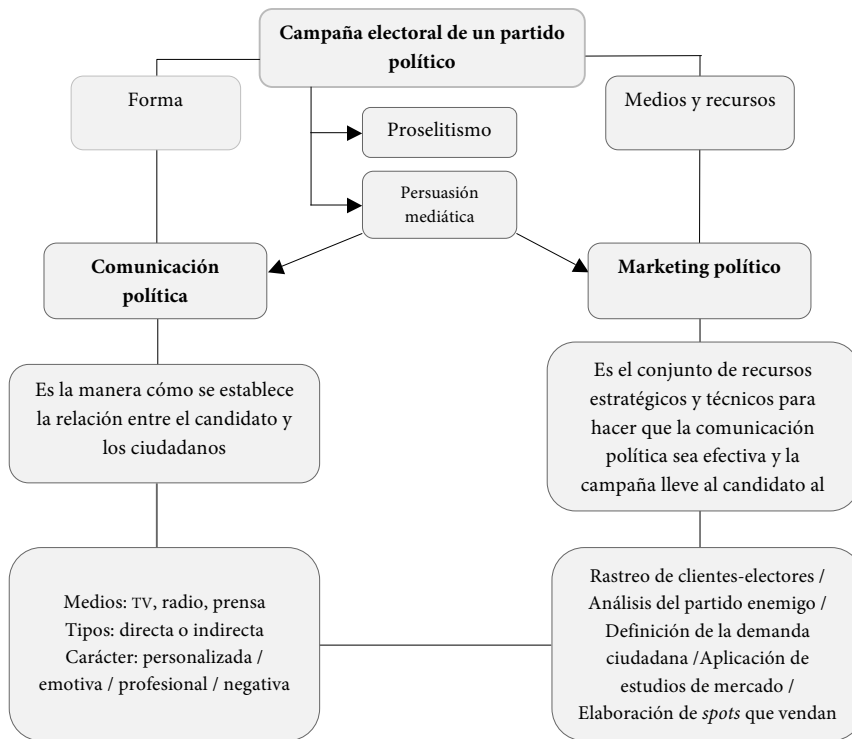 Campaña electoral de un partido
político
Forma
Medios y recursos
Proselitismo
Persuasión
mediática
Comunicación
política
Marketing político
Es la manera cómo se establece
la relación entre el candidato y
los ciudadanos
Es el conjunto de recursos
estratégicos y técnicos para
hacer que la comunicación
política sea efectiva y la
campaña lleve al candidato al
Medios: TV, radio, prensa
Tipos: directa o indirecta
Carácter: personalizada /
emotiva / profesional / negativa
Rastreo de clientes-electores /
Análisis del partido enemigo /
Definición de la demanda
ciudadana /Aplicación de
estudios de mercado /
Elaboración de spots que vendan